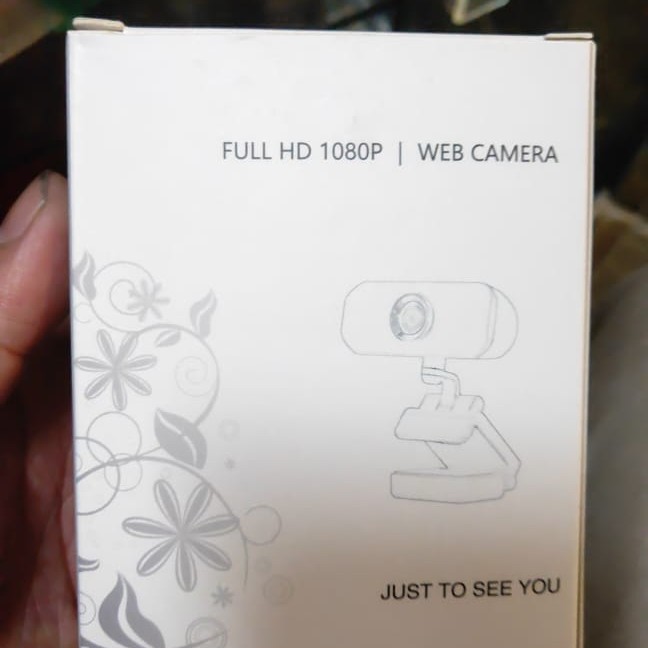 FULL HD 1080P | WEB CAMERA
JUST TO SEE YOU